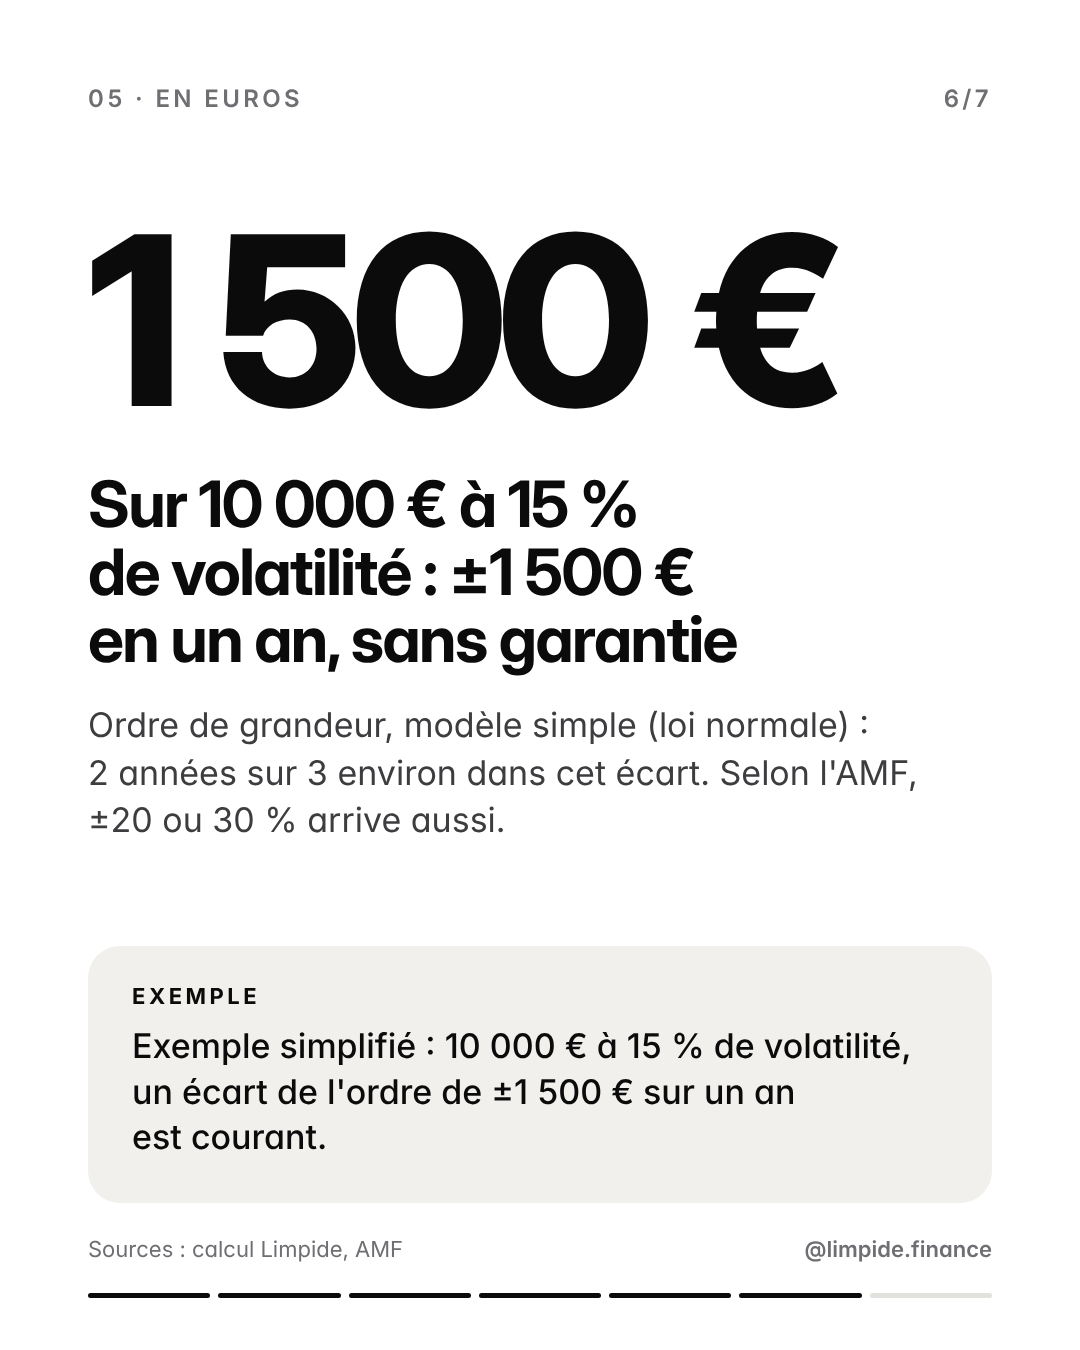 05 · EN EUROS
6/7
1 500 €
Sur 10 000 € à 15 %
de volatilité : ±1 500 €
en un an, sans garantie
Ordre de grandeur, modèle simple (loi normale) :
2 années sur 3 environ dans cet écart. Selon l'AMF,
±20 ou 30 % arrive aussi.
EXEMPLE
Exemple simplifié : 10 000 € à 15 % de volatilité,
un écart de l'ordre de ±1 500 € sur un an
est courant.
Sources : calcul Limpide, AMF
@limpide.finance